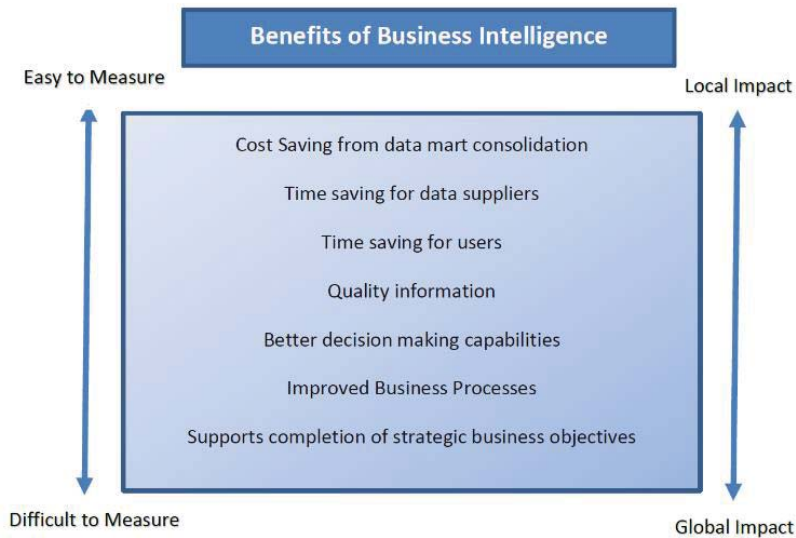 Benefits of Business Intelligence
Easy to Measure
Local Impact
Cost Saving from data mart consolidation
Time saving for data suppliers
Time saving for users
Quality information
Better decision making capabilities
Improved Business Processes
Supports completion of strategic business objectives
Difficult to Measure
Global Impact